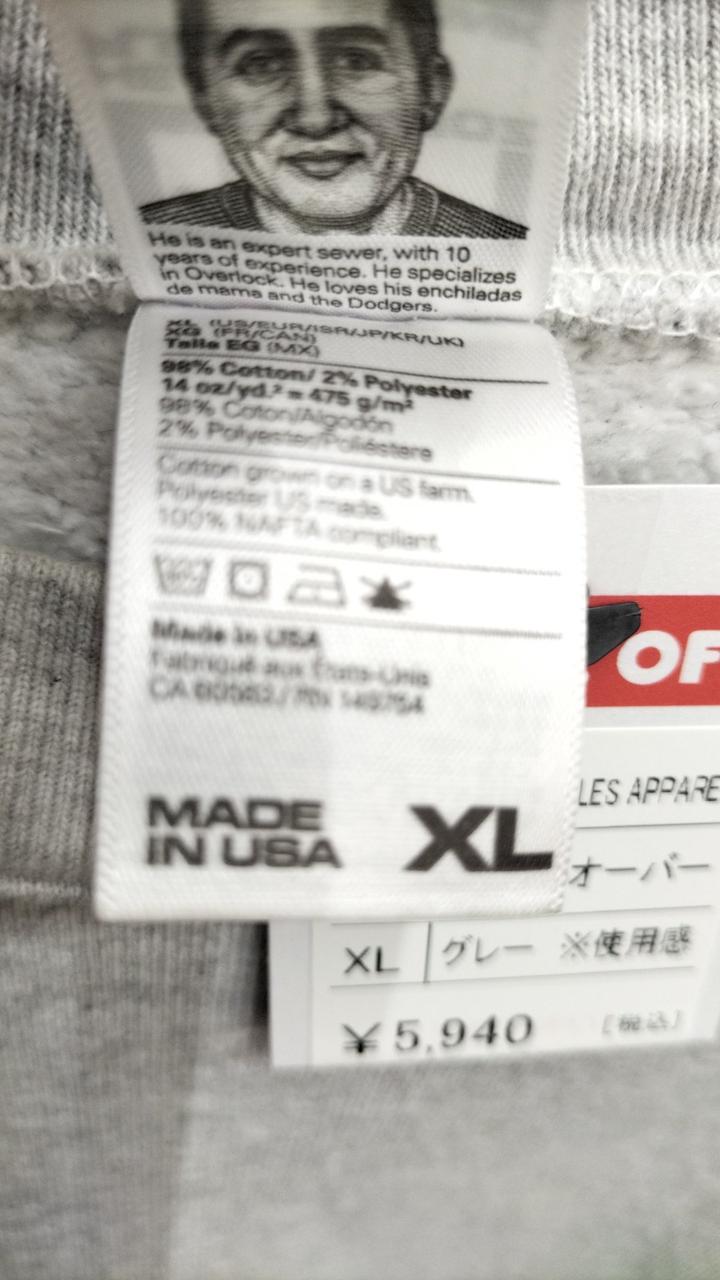 He is an expert sewer, with 10
years of experience. He specializes
in Overlock. He loves his enchiladas
de mama and the Dodgers.
XL (US/EUR/ISR/JP/KR/UK)
XG (FR/CAN)
Talla EG (MX)
98% Cotton/ 2% Polyester
14 oz/yd.² = 475 g/m²
98% Coton/Algodón
2% Polyester/Poliéstere
Cotton grown on a US farm.
Polyester US made.
100% NAFTA compliant.
Made in USA
Fabriqué aux États-Unis
CA / RN
MADE
IN USA
XL
OF
LES APPARE
オーバー
XL グレー ※使用感
¥5,940 [税込]